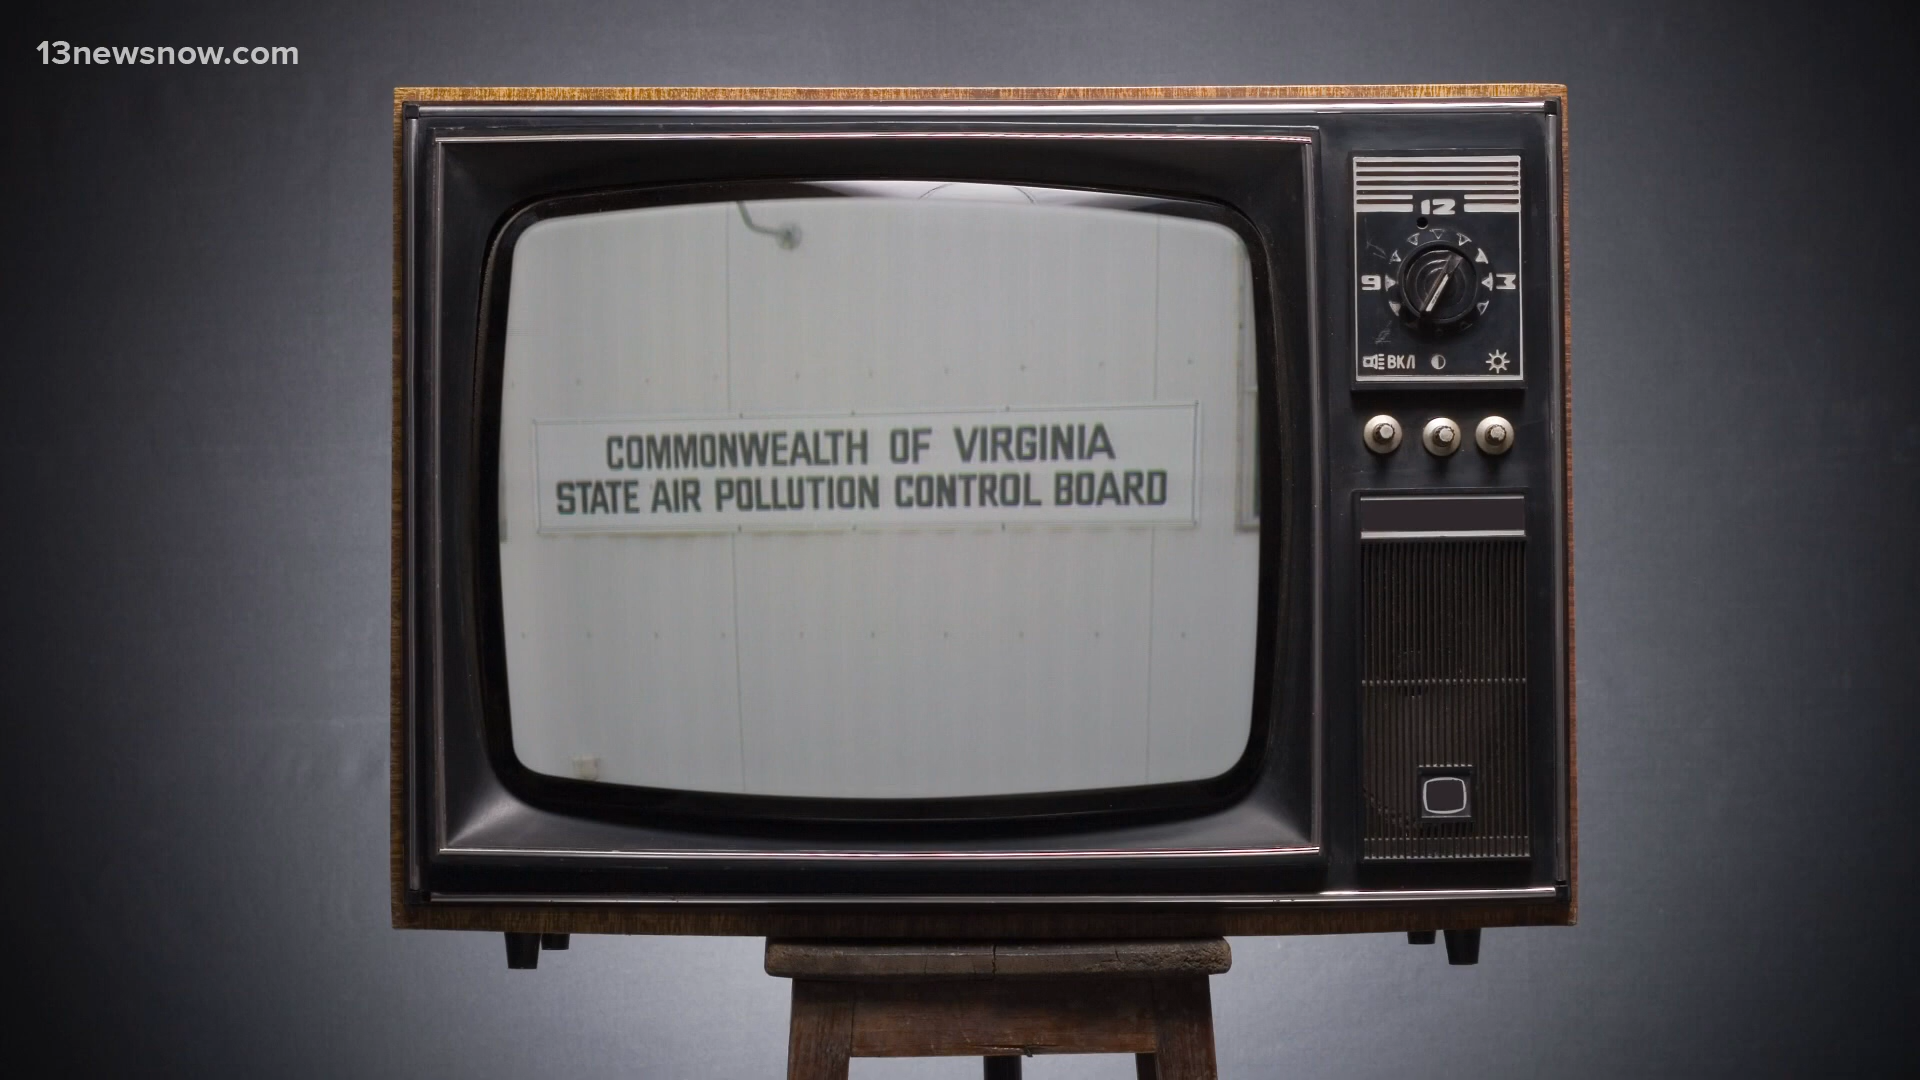 13newsnow.com
COMMONWEALTH OF VIRGINIA
STATE AIR POLLUTION CONTROL BOARD
12
9
3
ВКЛ